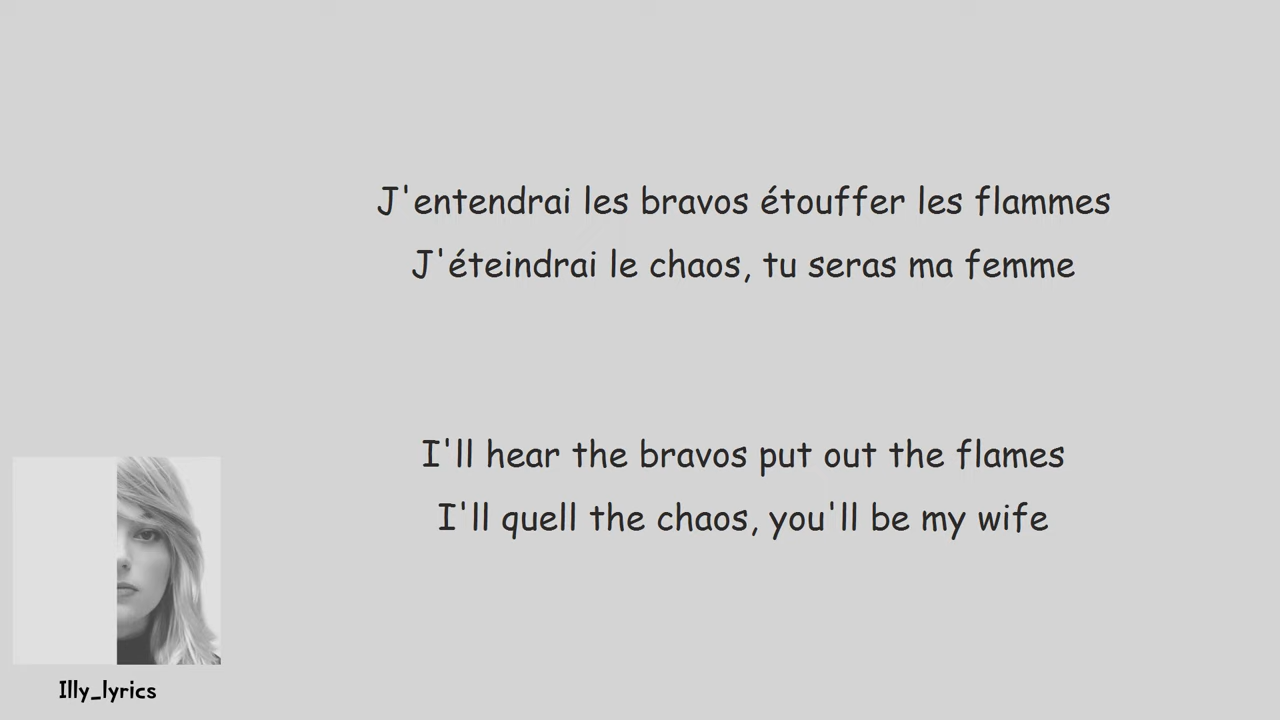 J'entendrai les bravos étouffer les flammes
J'éteindrai le chaos, tu seras ma femme
I'll hear the bravos put out the flames
I'll quell the chaos, you'll be my wife
Illy_lyrics